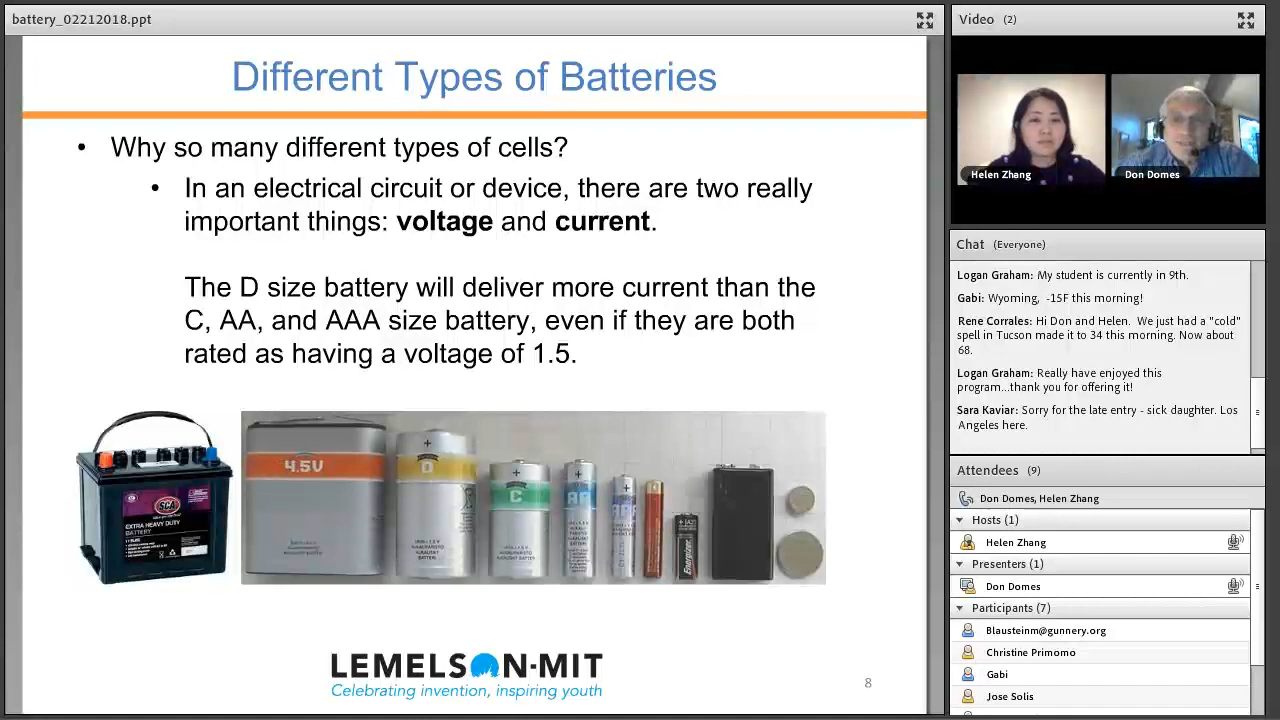 battery_02212018.ppt
Different Types of Batteries
• Why so many different types of cells?
• In an electrical circuit or device, there are two really
important things: voltage and current.
The D size battery will deliver more current than the
C, AA, and AAA size battery, even if they are both
rated as having a voltage of 1.5.
SCA
EXTRA HEAVY DUTY
BATTERY
4.5V
+
D
+
C
+
AA
AAA
Energizer
LEMELSON-MIT
Celebrating invention, inspiring youth
8
Video (2)
Helen Zhang
Don Domes
Chat (Everyone)
Logan Graham: My student is currently in 9th.
Gabi: Wyoming, -15F this morning!
Rene Corrales: Hi Don and Helen. We just had a "cold"
spell in Tucson made it to 34 this morning. Now about
68.
Logan Graham: Really have enjoyed this
program...thank you for offering it!
Sara Kaviar: Sorry for the late entry - sick daughter. Los
Angeles here.
Attendees (9)
Don Domes, Helen Zhang
Hosts (1)
Helen Zhang
Presenters (1)
Don Domes
Participants (7)
Blausteinm@gunnery.org
Christine Primomo
Gabi
Jose Solis